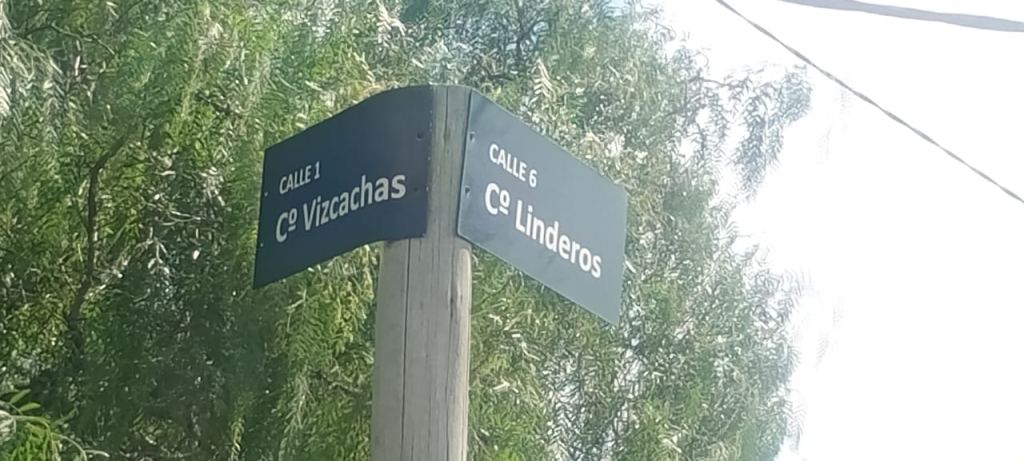 CALLE 1
Cº Vizcachas
CALLE 6
Cº Linderos